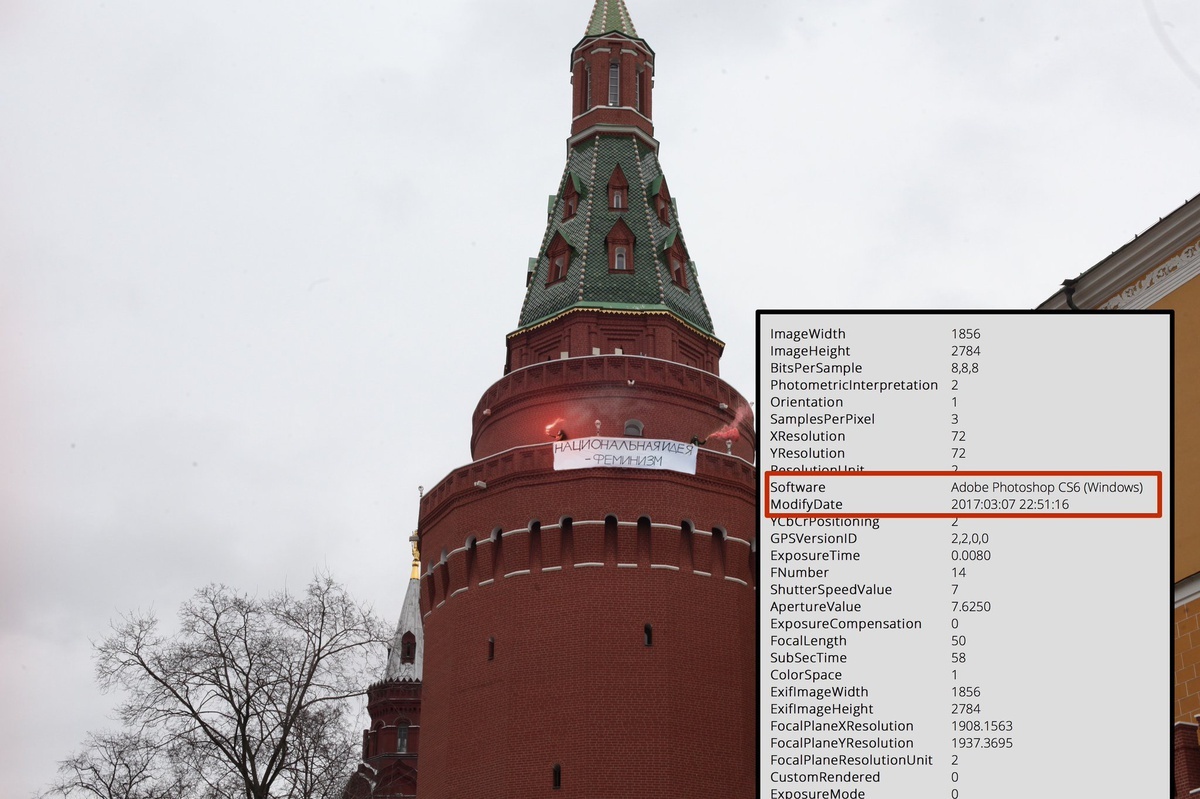 НАЦИОНАЛЬНАЯ ИДЕЯ
- ФЕМИНИЗМ
ImageWidth 1856
ImageHeight 2784
BitsPerSample 8,8,8
PhotometricInterpretation 2
Orientation 1
SamplesPerPixel 3
XResolution 72
YResolution 72
ResolutionUnit 2
Software Adobe Photoshop CS6 (Windows)
ModifyDate 2017:03:07 22:51:16
YCbCrPositioning 2
GPSVersionID 2,2,0,0
ExposureTime 0.0080
FNumber 14
ShutterSpeedValue 7
ApertureValue 7.6250
ExposureCompensation 0
FocalLength 50
SubSecTime 58
ColorSpace 1
ExifImageWidth 1856
ExifImageHeight 2784
FocalPlaneXResolution 1908.1563
FocalPlaneYResolution 1937.3695
FocalPlaneResolutionUnit 2
CustomRendered 0
ExposureMode 0